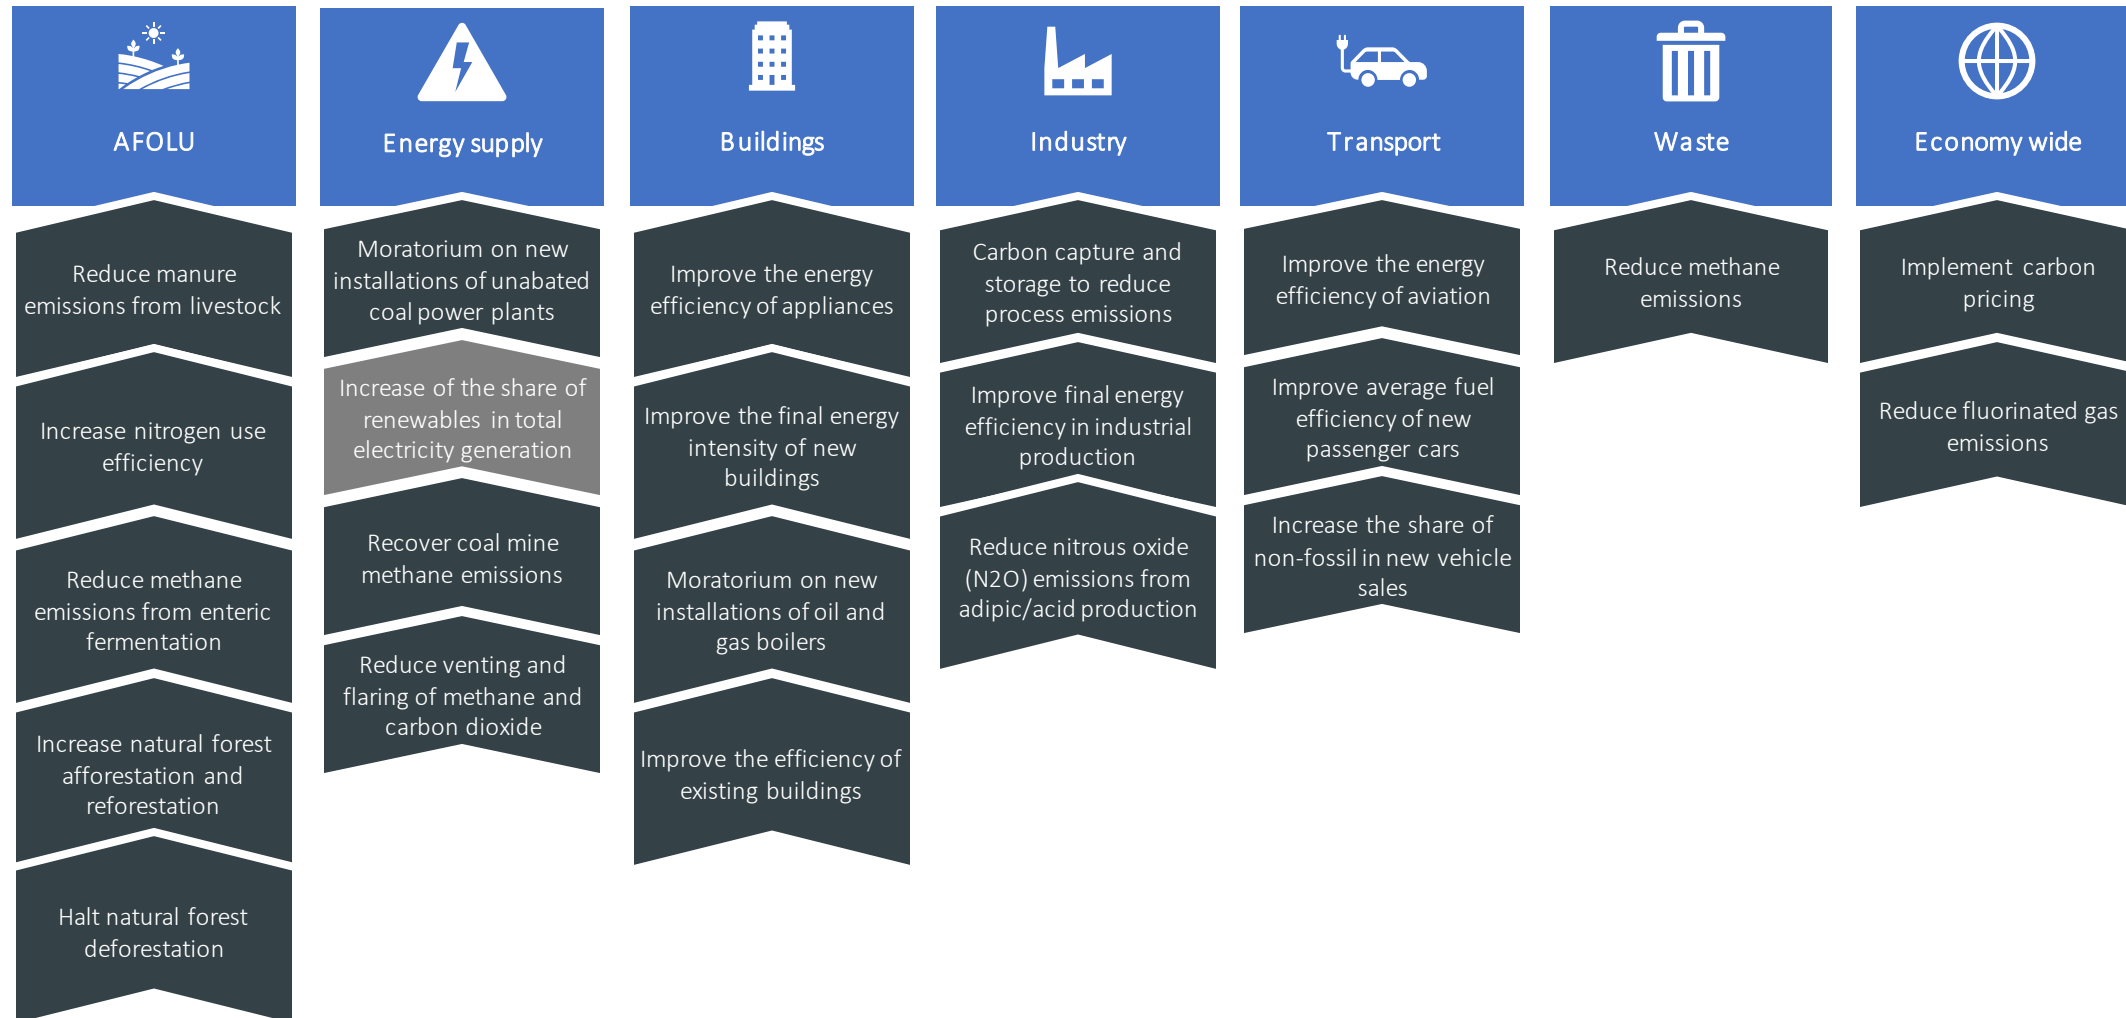 AFOLU
Reduce manure
emissions from livestock
Increase nitrogen use
efficiency
Reduce methane
emissions from enteric
fermentation
Increase natural forest
afforestation and
reforestation
Halt natural forest
deforestation
Energy supply
Moratorium on new
installations of unabated
coal power plants
Increase of the share of
renewables in total
electricity generation
Recover coal mine
methane emissions
Reduce venting and
flaring of methane and
carbon dioxide
Buildings
Improve the energy
efficiency of appliances
Improve the final energy
intensity of new
buildings
Moratorium on new
installations of oil and
gas boilers
Improve the efficiency of
existing buildings
Industry
Carbon capture and
storage to reduce
process emissions
Improve final energy
efficiency in industrial
production
Reduce nitrous oxide
(N2O) emissions from
adipic/acid production
Transport
Improve the energy
efficiency of aviation
Improve average fuel
efficiency of new
passenger cars
Increase the share of
non-fossil in new vehicle
sales
Waste
Reduce methane
emissions
Economy wide
Implement carbon
pricing
Reduce fluorinated gas
emissions